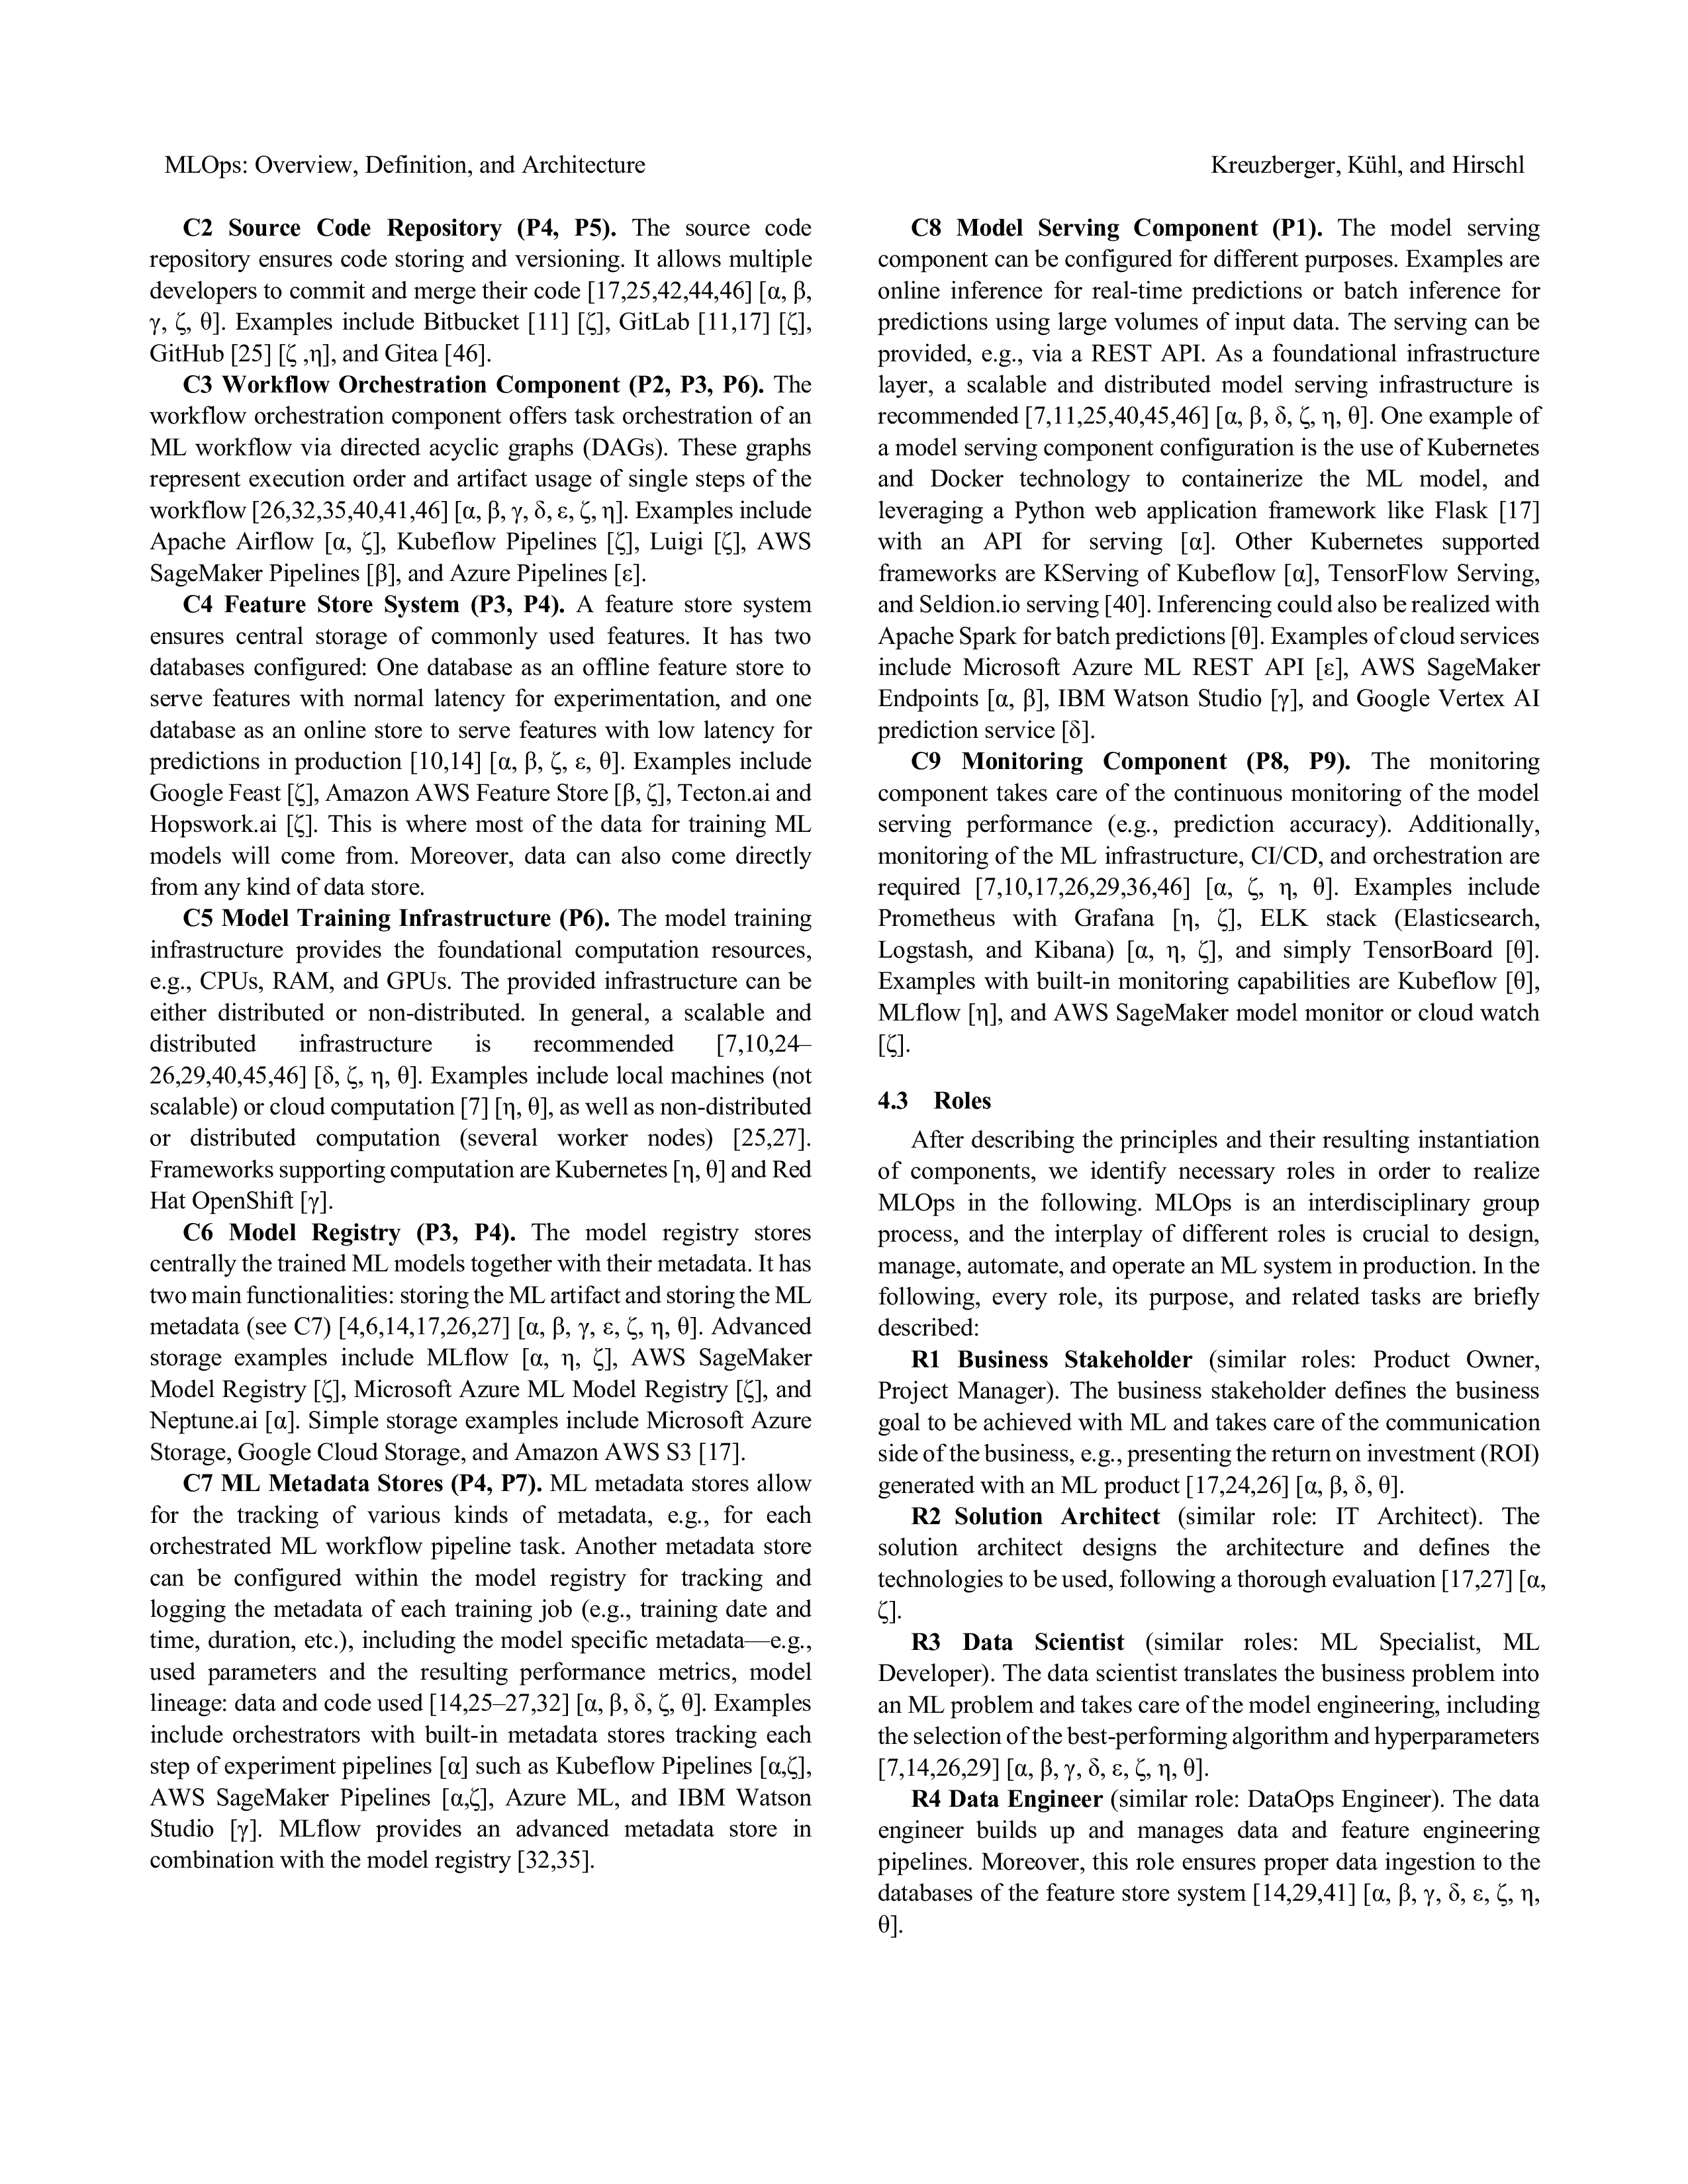 MLOps: Overview, Definition, and Architecture
Kreuzberger, Kühl, and Hirschl
C2 Source Code Repository (P4, P5). The source code
repository ensures code storing and versioning. It allows multiple
developers to commit and merge their code [17,25,42,44,46] [α, β,
γ, ζ, θ]. Examples include Bitbucket [11] [ζ], GitLab [11,17] [ζ],
GitHub [25] [ζ ,η], and Gitea [46].
C3 Workflow Orchestration Component (P2, P3, P6). The
workflow orchestration component offers task orchestration of an
ML workflow via directed acyclic graphs (DAGs). These graphs
represent execution order and artifact usage of single steps of the
workflow [26,32,35,40,41,46] [α, β, γ, δ, ε, ζ, η]. Examples include
Apache Airflow [α, ζ], Kubeflow Pipelines [ζ], Luigi [ζ], AWS
SageMaker Pipelines [β], and Azure Pipelines [ε].
C4 Feature Store System (P3, P4). A feature store system
ensures central storage of commonly used features. It has two
databases configured: One database as an offline feature store to
serve features with normal latency for experimentation, and one
database as an online store to serve features with low latency for
predictions in production [10,14] [α, β, ζ, ε, θ]. Examples include
Google Feast [ζ], Amazon AWS Feature Store [β, ζ], Tecton.ai and
Hopswork.ai [ζ]. This is where most of the data for training ML
models will come from. Moreover, data can also come directly
from any kind of data store.
C5 Model Training Infrastructure (P6). The model training
infrastructure provides the foundational computation resources,
e.g., CPUs, RAM, and GPUs. The provided infrastructure can be
either distributed or non-distributed. In general, a scalable and
distributed infrastructure is recommended [7,10,24–
26,29,40,45,46] [δ, ζ, η, θ]. Examples include local machines (not
scalable) or cloud computation [7] [η, θ], as well as non-distributed
or distributed computation (several worker nodes) [25,27].
Frameworks supporting computation are Kubernetes [η, θ] and Red
Hat OpenShift [γ].
C6 Model Registry (P3, P4). The model registry stores
centrally the trained ML models together with their metadata. It has
two main functionalities: storing the ML artifact and storing the ML
metadata (see C7) [4,6,14,17,26,27] [α, β, γ, ε, ζ, η, θ]. Advanced
storage examples include MLflow [α, η, ζ], AWS SageMaker
Model Registry [ζ], Microsoft Azure ML Model Registry [ζ], and
Neptune.ai [α]. Simple storage examples include Microsoft Azure
Storage, Google Cloud Storage, and Amazon AWS S3 [17].
C7 ML Metadata Stores (P4, P7). ML metadata stores allow
for the tracking of various kinds of metadata, e.g., for each
orchestrated ML workflow pipeline task. Another metadata store
can be configured within the model registry for tracking and
logging the metadata of each training job (e.g., training date and
time, duration, etc.), including the model specific metadata—e.g.,
used parameters and the resulting performance metrics, model
lineage: data and code used [14,25–27,32] [α, β, δ, ζ, θ]. Examples
include orchestrators with built-in metadata stores tracking each
step of experiment pipelines [α] such as Kubeflow Pipelines [α,ζ],
AWS SageMaker Pipelines [α,ζ], Azure ML, and IBM Watson
Studio [γ]. MLflow provides an advanced metadata store in
combination with the model registry [32,35].
C8 Model Serving Component (P1). The model serving
component can be configured for different purposes. Examples are
online inference for real-time predictions or batch inference for
predictions using large volumes of input data. The serving can be
provided, e.g., via a REST API. As a foundational infrastructure
layer, a scalable and distributed model serving infrastructure is
recommended [7,11,25,40,45,46] [α, β, δ, ζ, η, θ]. One example of
a model serving component configuration is the use of Kubernetes
and Docker technology to containerize the ML model, and
leveraging a Python web application framework like Flask [17]
with an API for serving [α]. Other Kubernetes supported
frameworks are KServing of Kubeflow [α], TensorFlow Serving,
and Seldion.io serving [40]. Inferencing could also be realized with
Apache Spark for batch predictions [θ]. Examples of cloud services
include Microsoft Azure ML REST API [ε], AWS SageMaker
Endpoints [α, β], IBM Watson Studio [γ], and Google Vertex AI
prediction service [δ].
C9 Monitoring Component (P8, P9). The monitoring
component takes care of the continuous monitoring of the model
serving performance (e.g., prediction accuracy). Additionally,
monitoring of the ML infrastructure, CI/CD, and orchestration are
required [7,10,17,26,29,36,46] [α, ζ, η, θ]. Examples include
Prometheus with Grafana [η, ζ], ELK stack (Elasticsearch,
Logstash, and Kibana) [α, η, ζ], and simply TensorBoard [θ].
Examples with built-in monitoring capabilities are Kubeflow [θ],
MLflow [η], and AWS SageMaker model monitor or cloud watch
[ζ].
4.3 Roles
After describing the principles and their resulting instantiation
of components, we identify necessary roles in order to realize
MLOps in the following. MLOps is an interdisciplinary group
process, and the interplay of different roles is crucial to design,
manage, automate, and operate an ML system in production. In the
following, every role, its purpose, and related tasks are briefly
described:
R1 Business Stakeholder (similar roles: Product Owner,
Project Manager). The business stakeholder defines the business
goal to be achieved with ML and takes care of the communication
side of the business, e.g., presenting the return on investment (ROI)
generated with an ML product [17,24,26] [α, β, δ, θ].
R2 Solution Architect (similar role: IT Architect). The
solution architect designs the architecture and defines the
technologies to be used, following a thorough evaluation [17,27] [α,
ζ].
R3 Data Scientist (similar roles: ML Specialist, ML
Developer). The data scientist translates the business problem into
an ML problem and takes care of the model engineering, including
the selection of the best-performing algorithm and hyperparameters
[7,14,26,29] [α, β, γ, δ, ε, ζ, η, θ].
R4 Data Engineer (similar role: DataOps Engineer). The data
engineer builds up and manages data and feature engineering
pipelines. Moreover, this role ensures proper data ingestion to the
databases of the feature store system [14,29,41] [α, β, γ, δ, ε, ζ, η,
θ].